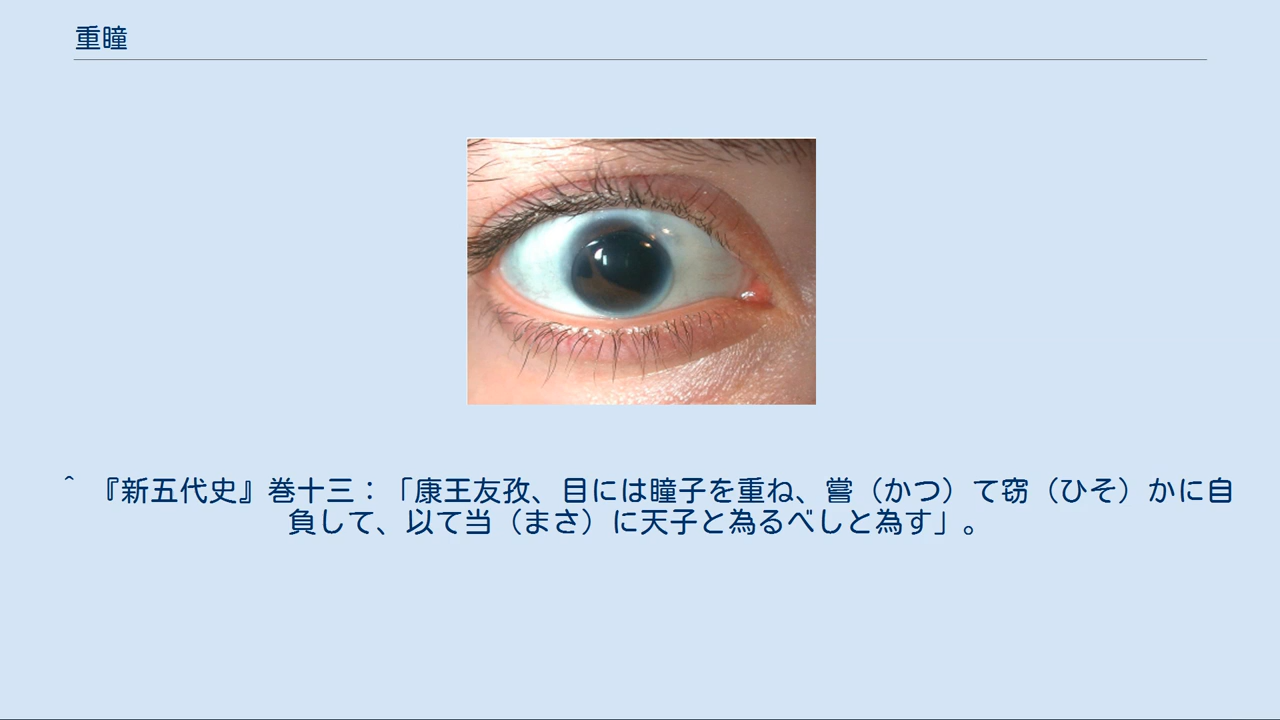 重瞳
^ 『新五代史』巻十三：「康王友孜、目には瞳子を重ね、嘗（かつ）て窃（ひそ）かに自
負して、以て当（まさ）に天子と為るべしと為す」。